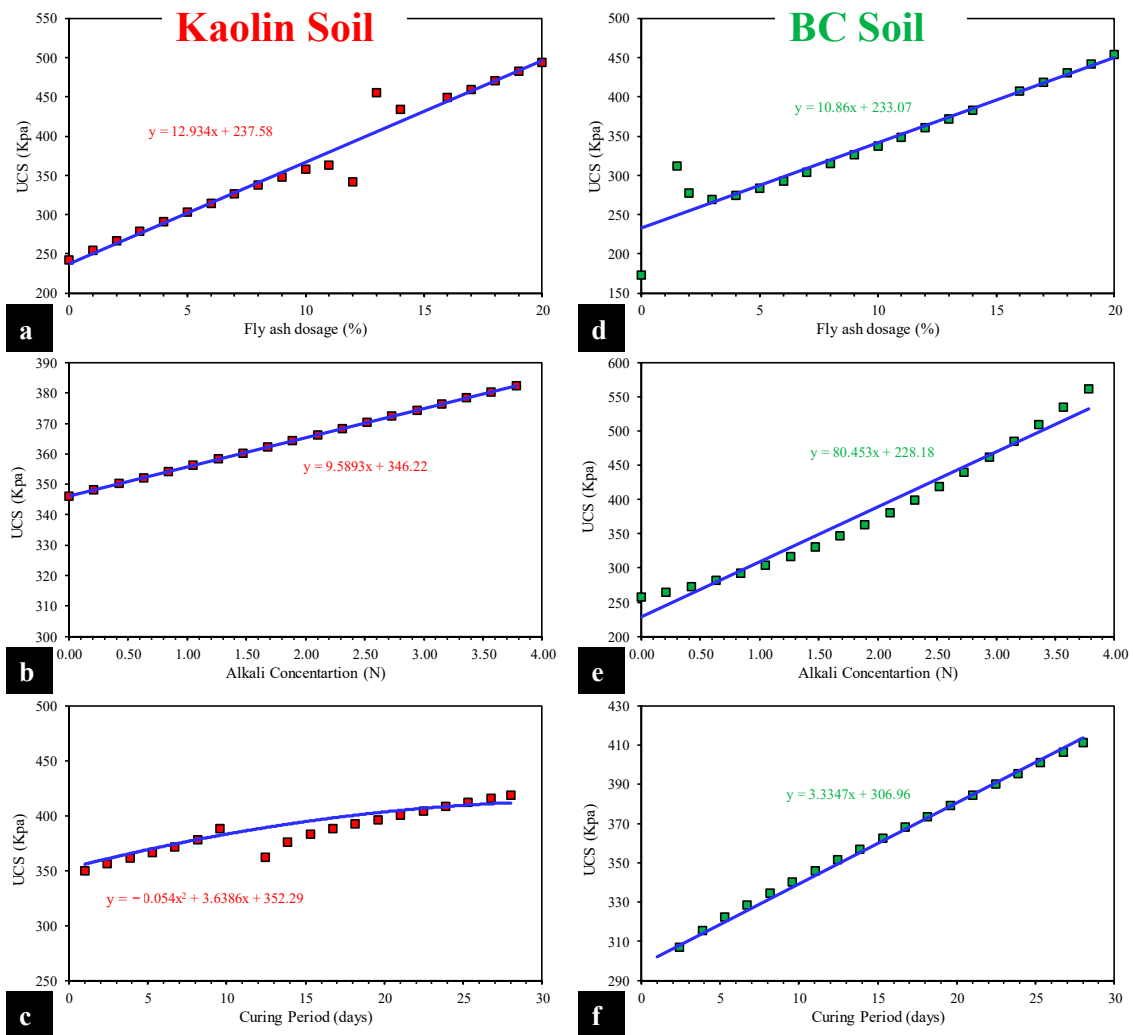 Kaolin Soil
550
500
450
400
350
300
250
200
UCS (Kpa)
y = 12.934x + 237.58
0 5 10 15 20
Fly ash dosage (%)
a
390
380
370
360
350
340
330
320
310
300
UCS (Kpa)
y = 9.5893x + 346.22
0.00 0.50 1.00 1.50 2.00 2.50 3.00 3.50 4.00
Alkali Concentartion (N)
b
500
450
400
350
300
250
UCS (Kpa)
y = −0.054x² + 3.6386x + 352.29
0 5 10 15 20 25 30
Curing Period (days)
c
BC Soil
500
450
400
350
300
250
200
150
UCS (Kpa)
y = 10.86x + 233.07
0 5 10 15 20
Fly ash dosage (%)
d
600
550
500
450
400
350
300
250
200
UCS (Kpa)
y = 80.453x + 228.18
0.00 0.50 1.00 1.50 2.00 2.50 3.00 3.50 4.00
Alkali Concentartion (N)
e
430
410
390
370
350
330
310
290
UCS (Kpa)
y = 3.3347x + 306.96
0 5 10 15 20 25 30
Curing Period (days)
f